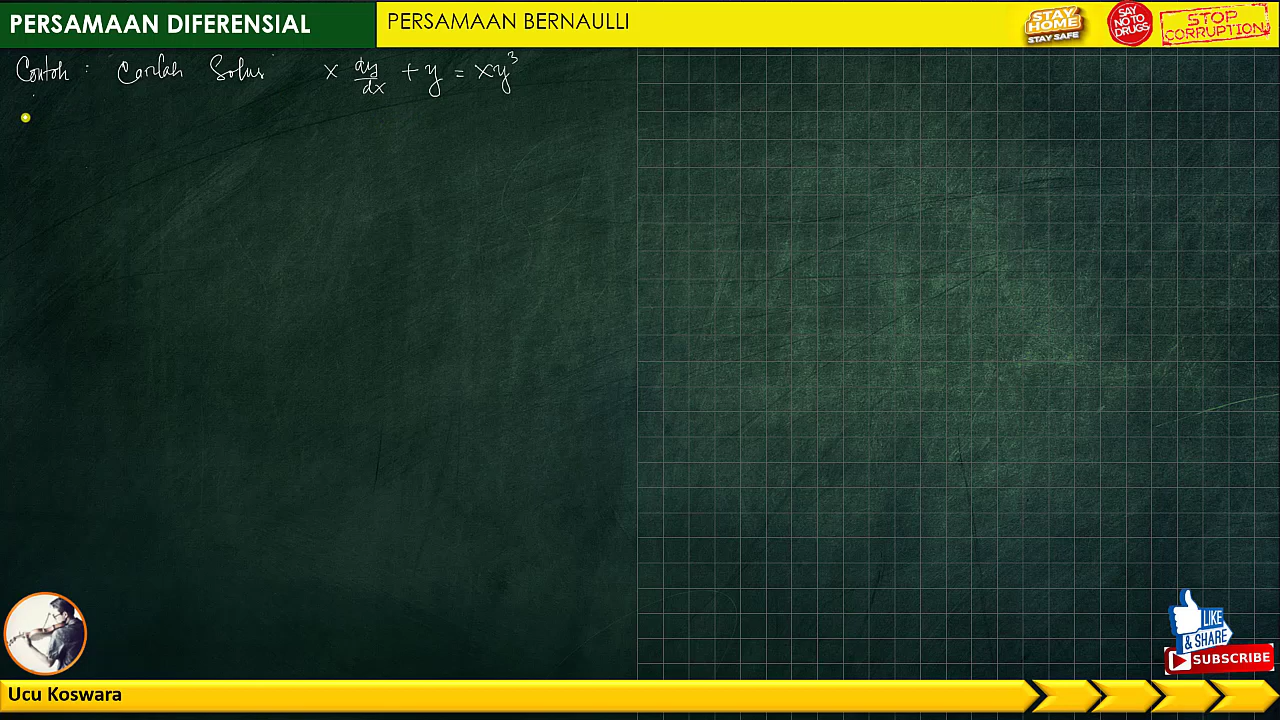 PERSAMAAN DIFERENSIAL
PERSAMAAN BERNAULLI
STAY HOME
STAY SAFE
SAY NO TO DRUGS
STOP CORRUPTION!
Contoh : Carilah Solusi x dy/dx + y = xy³
LIKE & SHARE
SUBSCRIBE
Ucu Koswara